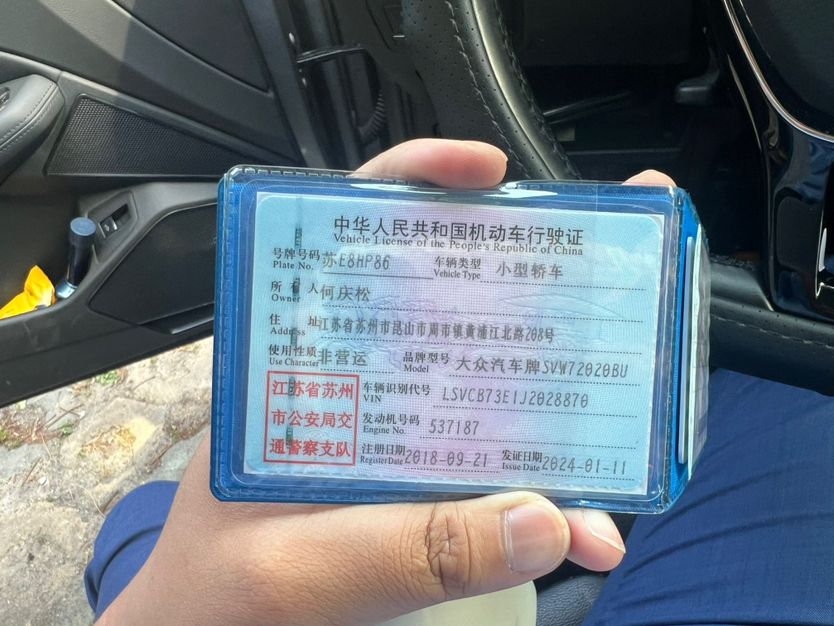 中华人民共和国机动车行驶证
Vehicle License of the People's Republic of China
号牌号码 苏E8HP86 车辆类型 小型轿车
Plate No. Vehicle Type
所有人 何庆松
Owner
住址 江苏省苏州市昆山市周市镇黄浦江北路208号
Address
使用性质 非营运 品牌型号 大众汽车牌SVW72020BU
Use Character Model
江苏省苏州 车辆识别代号 LSVCB73E1J2028870
VIN
市公安局交 发动机号码 537187
Engine No.
通警察支队 注册日期 2018-09-21 发证日期 2024-01-11
Register Date Issue Date